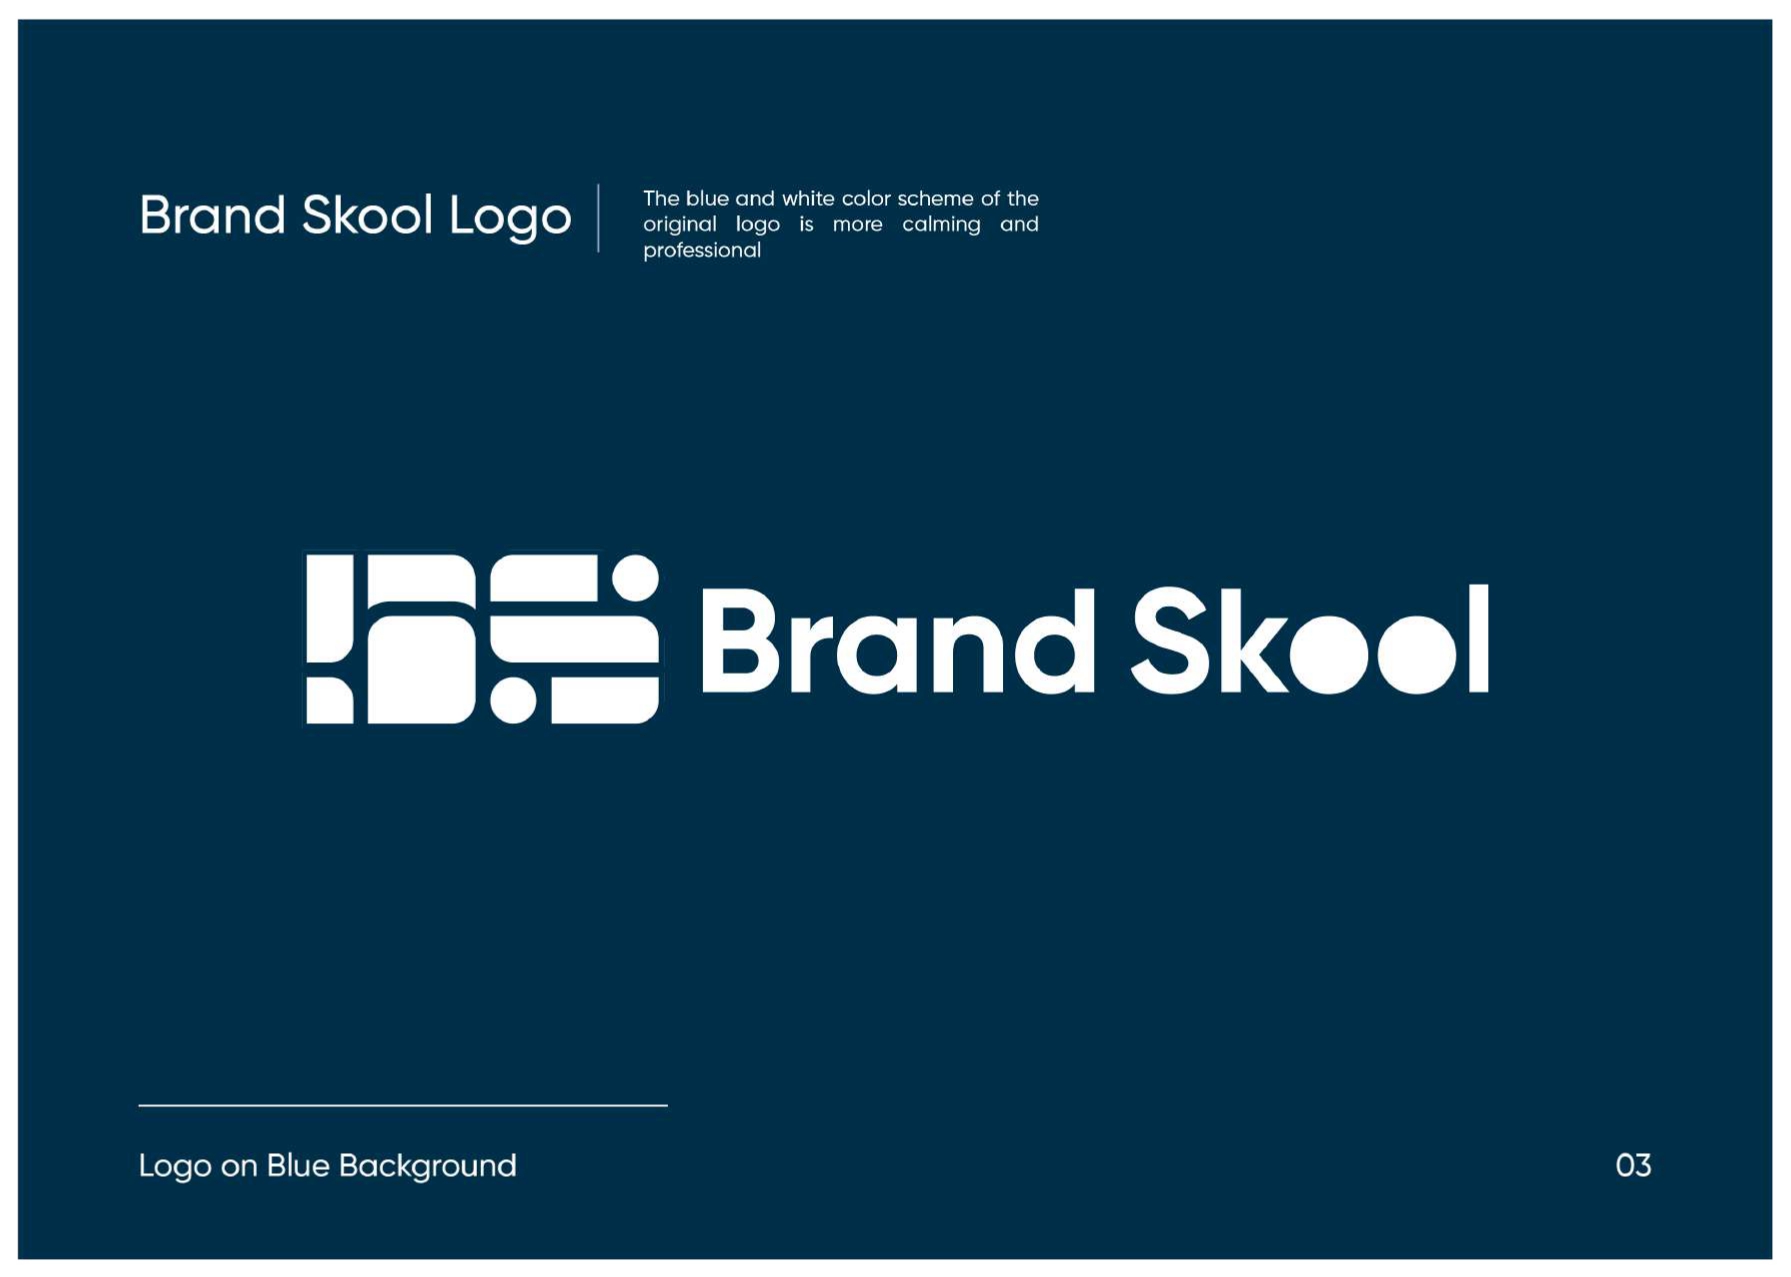 Brand Skool Logo
The blue and white color scheme of the
original logo is more calming and
professional
BS Brand Skool
Logo on Blue Background
03